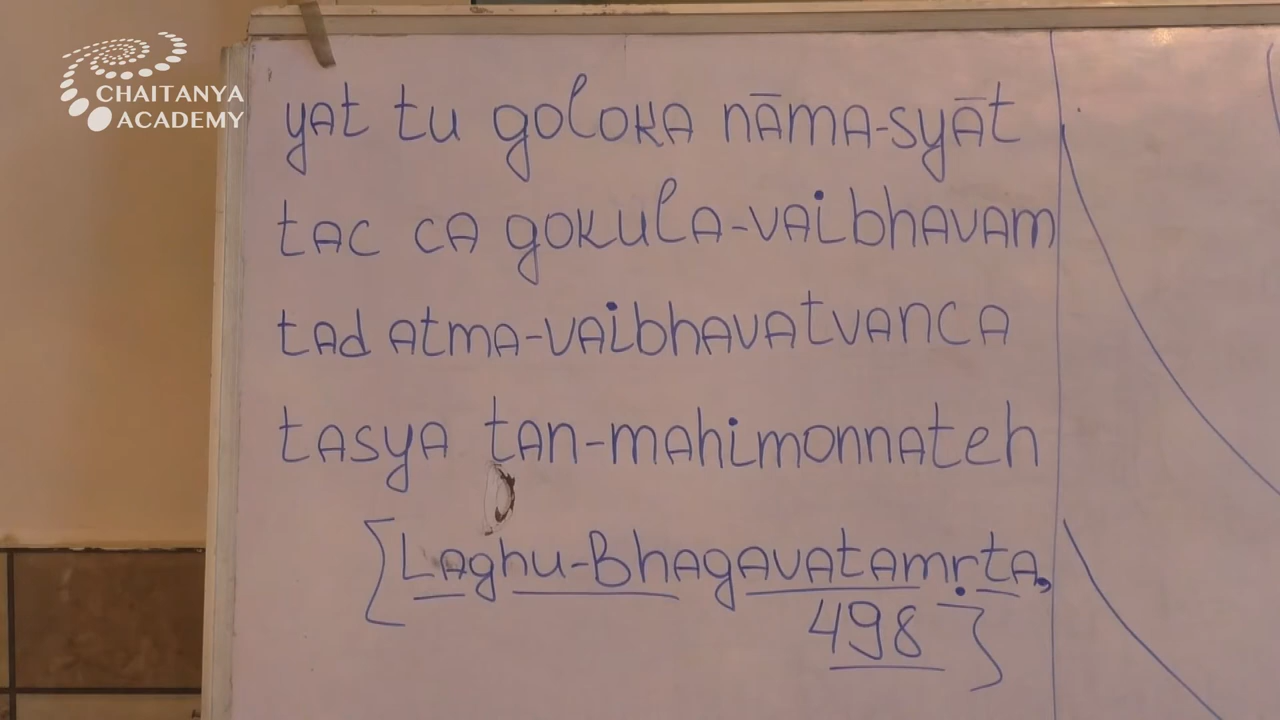 CHAITANYA
ACADEMY
yat tu goloka nāma-syāt
tac ca gokula-vaibhavam
tad atma-vaibhavatvanca
tasya tan-mahimonnateh
[Laghu-Bhagavatamṛta,
498]